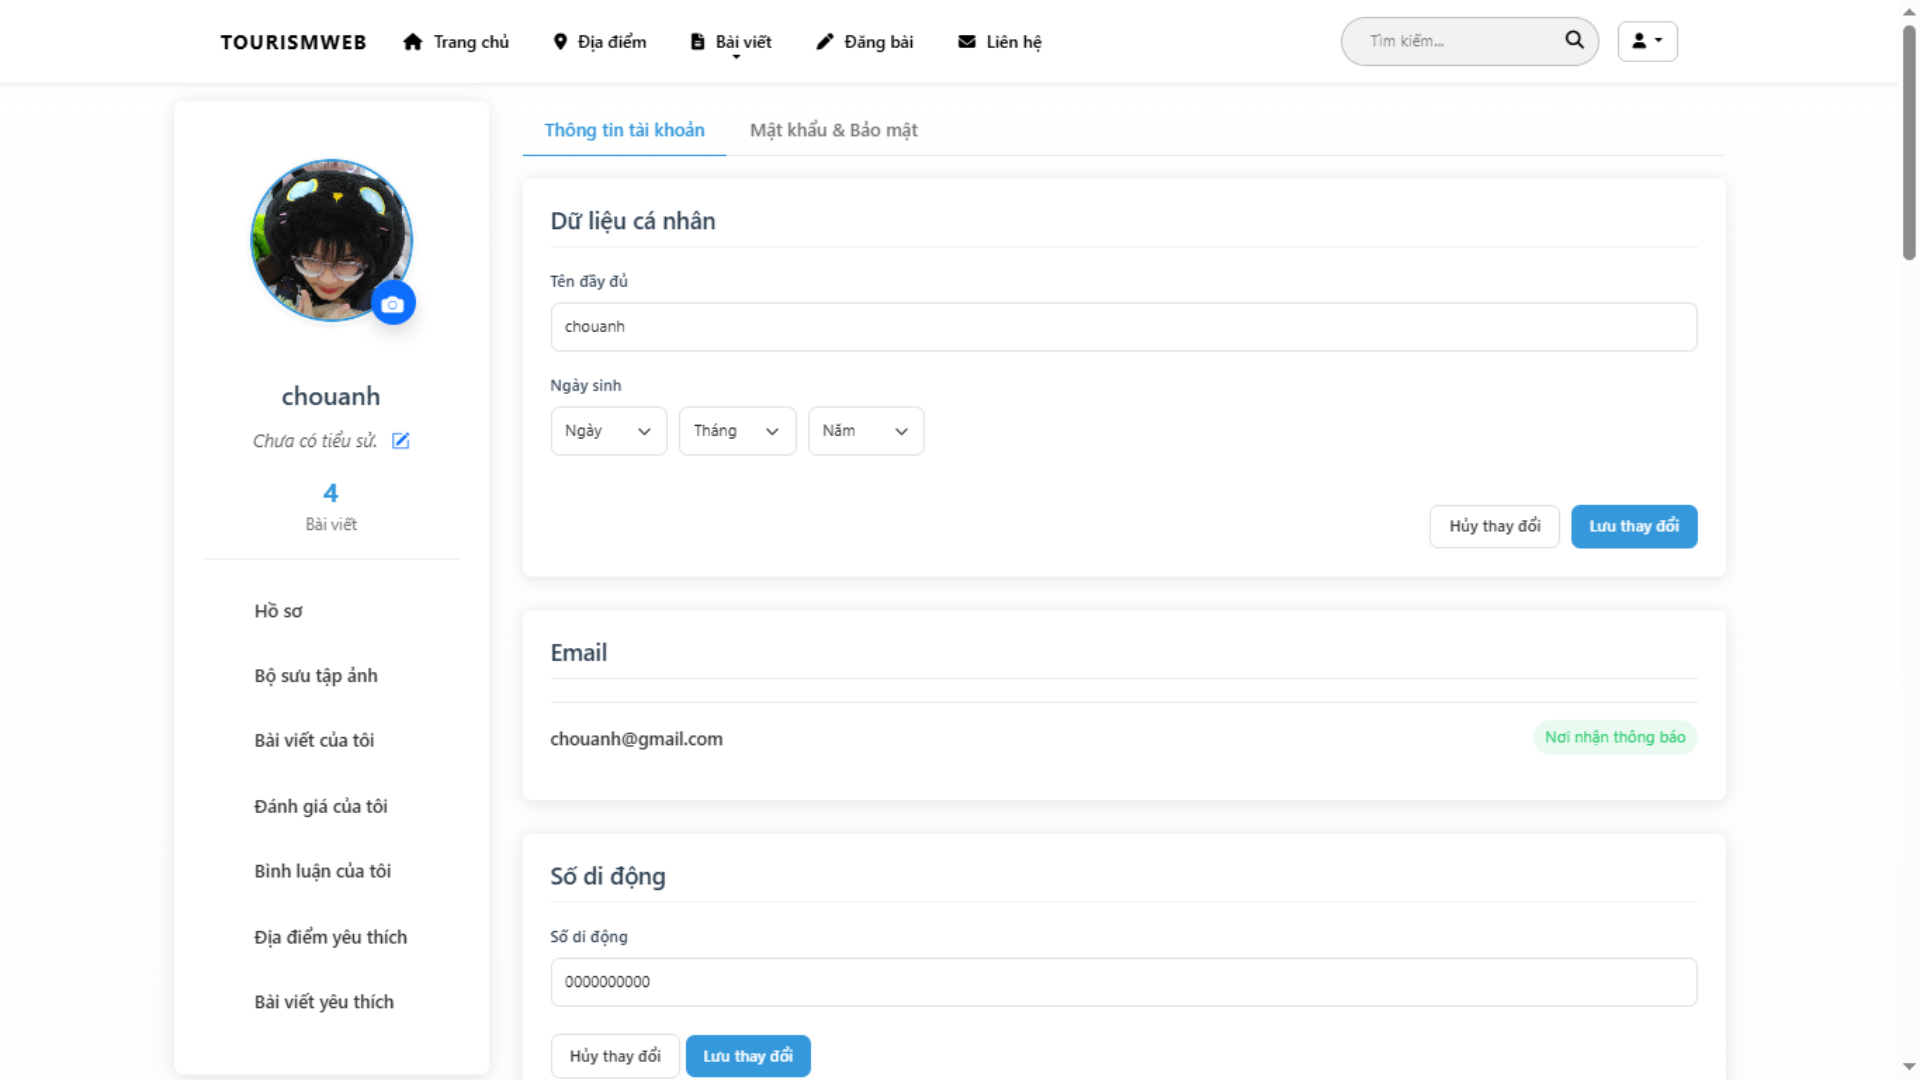 TOURISMWEB
Trang chủ
Địa điểm
Bài viết
Đăng bài
Liên hệ
Tìm kiếm...
chouanh
Chưa có tiểu sử.
4
Bài viết
Hồ sơ
Bộ sưu tập ảnh
Bài viết của tôi
Đánh giá của tôi
Bình luận của tôi
Địa điểm yêu thích
Bài viết yêu thích
Thông tin tài khoản
Mật khẩu & Bảo mật
Dữ liệu cá nhân
Tên đầy đủ
chouanh
Ngày sinh
Ngày
Tháng
Năm
Hủy thay đổi
Lưu thay đổi
Email
chouanh@gmail.com
Nơi nhận thông báo
Số di động
Số di động
0000000000
Hủy thay đổi
Lưu thay đổi